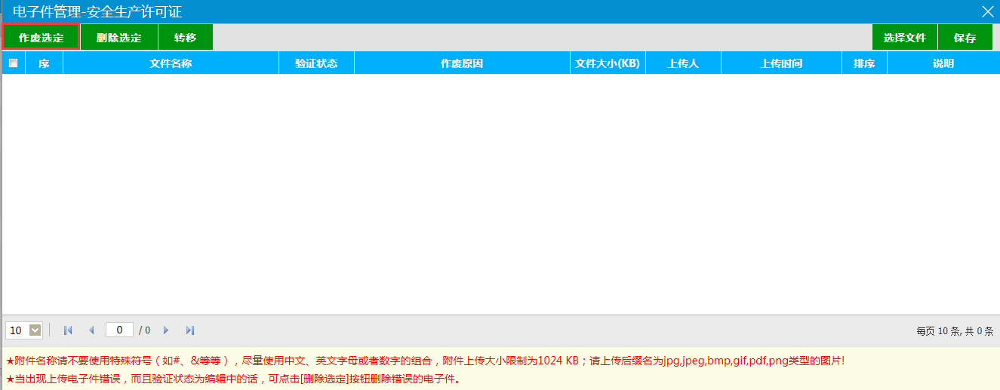 电子件管理-安全生产许可证
作废选定 删除选定 转移 选择文件 保存
序 文件名称 验证状态 作废原因 文件大小(KB) 上传人 上传时间 排序 说明
10 0 / 0 每页 10 条, 共 0 条
★附件名称请不要使用特殊符号（如#、&等等），尽量使用中文、英文字母或者数字的组合，附件上传大小限制为1024 KB；请上传后缀名为jpg,jpeg,bmp,gif,pdf,png类型的图片!
★当出现上传电子件错误，而且验证状态为编辑中的话，可点击[删除选定]按钮删除错误的电子件。